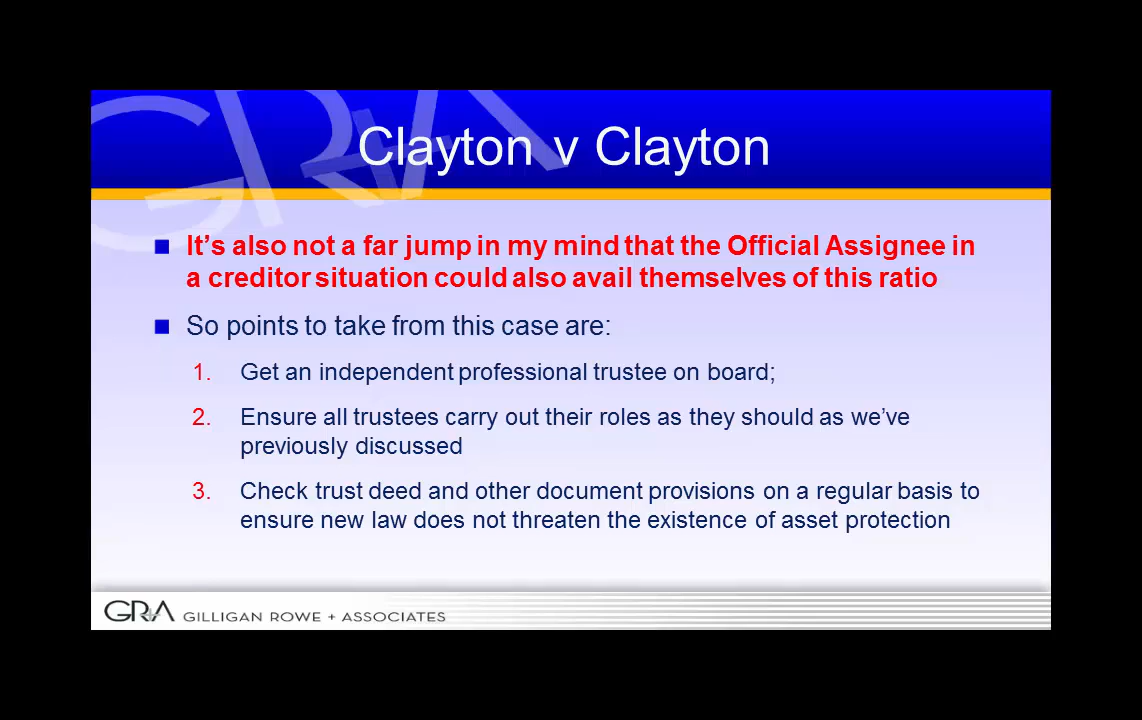 Clayton v Clayton
It’s also not a far jump in my mind that the Official Assignee in
a creditor situation could also avail themselves of this ratio
So points to take from this case are:
1. Get an independent professional trustee on board;
2. Ensure all trustees carry out their roles as they should as we’ve
previously discussed
3. Check trust deed and other document provisions on a regular basis to
ensure new law does not threaten the existence of asset protection
GRA GILLIGAN ROWE + ASSOCIATES